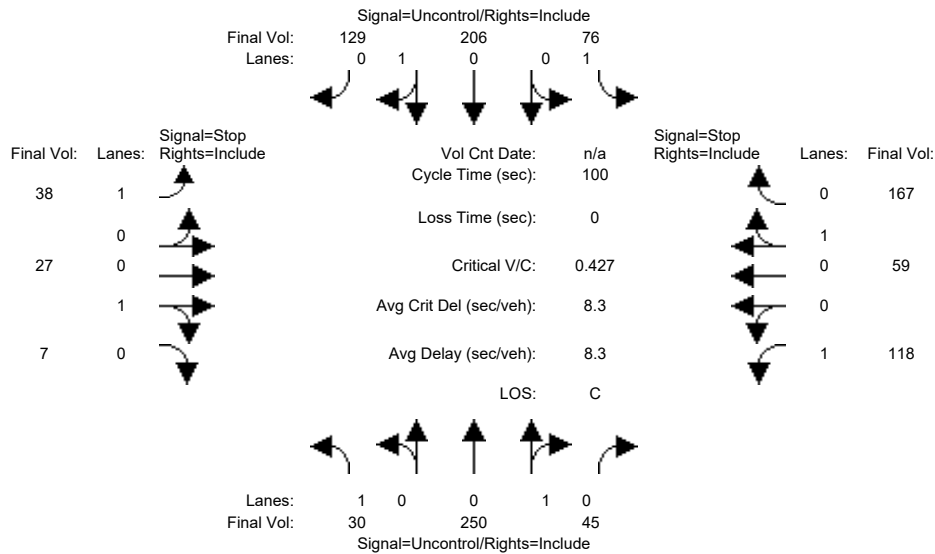 Signal=Uncontrol/Rights=Include
Final Vol: 129 206 76
Lanes: 0 1 0 0 1
Signal=Stop Signal=Stop
Final Vol: Lanes: Rights=Include Vol Cnt Date: n/a Rights=Include Lanes: Final Vol:
Cycle Time (sec): 100
38 1 0 167
Loss Time (sec): 0
0 1
27 0 Critical V/C: 0.427 0 59
1 Avg Crit Del (sec/veh): 8.3 0
7 0 Avg Delay (sec/veh): 8.3 1 118
LOS: C
Lanes: 1 0 0 1 0
Final Vol: 30 250 45
Signal=Uncontrol/Rights=Include